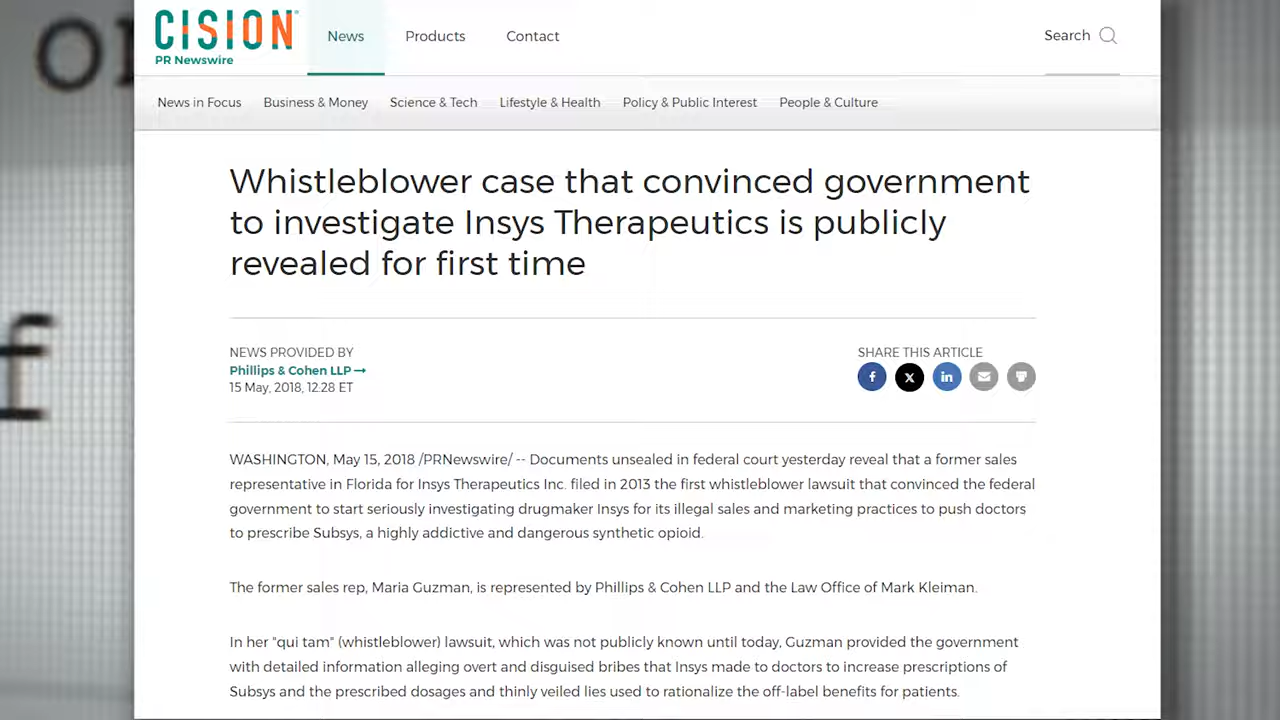 CISION
PR Newswire
News
Products
Contact
Search
News in Focus
Business & Money
Science & Tech
Lifestyle & Health
Policy & Public Interest
People & Culture
Whistleblower case that convinced government
to investigate Insys Therapeutics is publicly
revealed for first time
NEWS PROVIDED BY
Phillips & Cohen LLP →
15 May, 2018, 12:28 ET
SHARE THIS ARTICLE
WASHINGTON, May 15, 2018 /PRNewswire/ -- Documents unsealed in federal court yesterday reveal that a former sales
representative in Florida for Insys Therapeutics Inc. filed in 2013 the first whistleblower lawsuit that convinced the federal
government to start seriously investigating drugmaker Insys for its illegal sales and marketing practices to push doctors
to prescribe Subsys, a highly addictive and dangerous synthetic opioid.
The former sales rep, Maria Guzman, is represented by Phillips & Cohen LLP and the Law Office of Mark Kleiman.
In her "qui tam" (whistleblower) lawsuit, which was not publicly known until today, Guzman provided the government
with detailed information alleging overt and disguised bribes that Insys made to doctors to increase prescriptions of
Subsys and the prescribed dosages and thinly veiled lies used to rationalize the off-label benefits for patients.